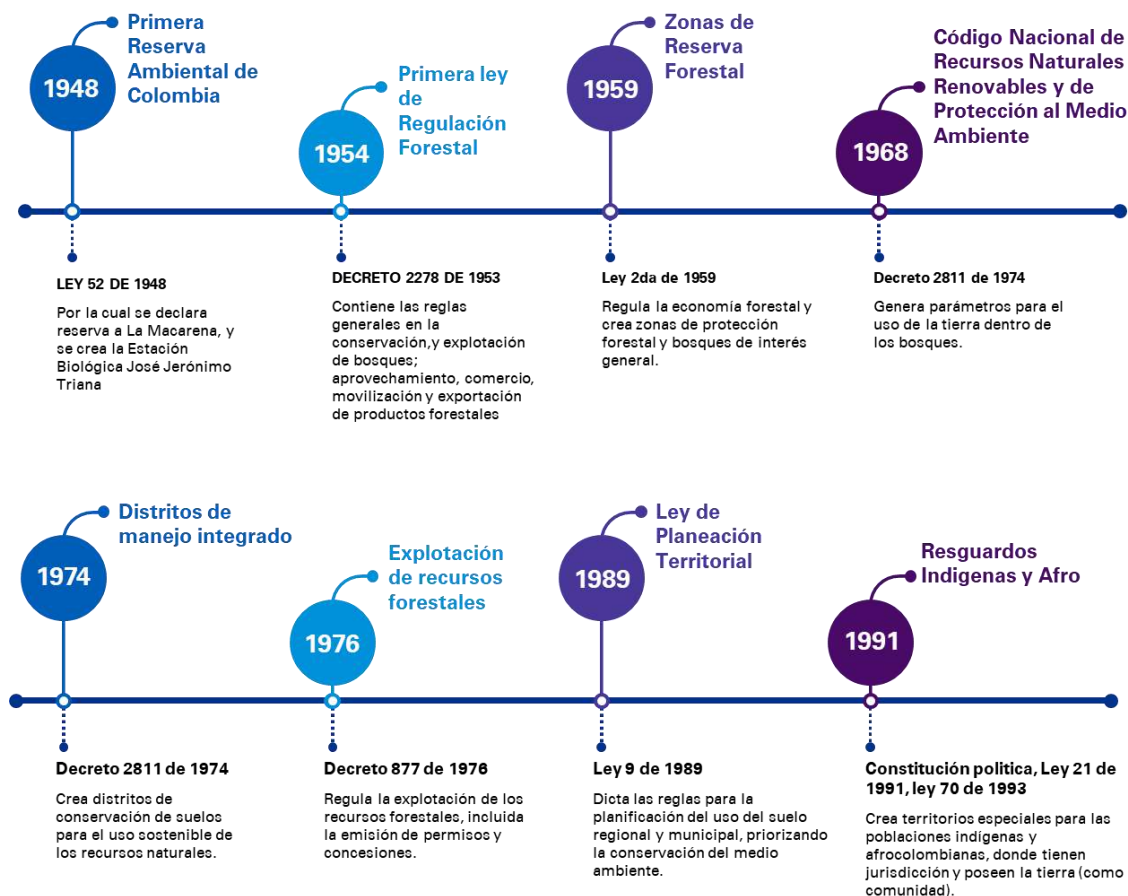 1948
Primera
Reserva
Ambiental de
Colombia
LEY 52 DE 1948
Por la cual se declara
reserva a La Macarena, y
se crea la Estación
Biológica José Jerónimo
Triana
1954
Primera ley
de
Regulación
Forestal
DECRETO 2278 DE 1953
Contiene las reglas
generales en la
conservación,y explotación
de bosques;
aprovechamiento, comercio,
movilización y exportación
de productos forestales
1959
Zonas de
Reserva
Forestal
Ley 2da de 1959
Regula la economía forestal y
crea zonas de protección
forestal y bosques de interés
general.
1968
Código Nacional de
Recursos Naturales
Renovables y de
Protección al Medio
Ambiente
Decreto 2811 de 1974
Genera parámetros para el
uso de la tierra dentro de
los bosques.
1974
Distritos de
manejo integrado
Decreto 2811 de 1974
Crea distritos de
conservación de suelos
para el uso sostenible de
los recursos naturales.
1976
Explotación
de recursos
forestales
Decreto 877 de 1976
Regula la explotación de los
recursos forestales, incluida
la emisión de permisos y
concesiones.
1989
Ley de
Planeación
Territorial
Ley 9 de 1989
Dicta las reglas para la
planificación del uso del suelo
regional y municipal, priorizando
la conservación del medio
ambiente.
1991
Resguardos
Indigenas y Afro
Constitución politica, Ley 21 de
1991, ley 70 de 1993
Crea territorios especiales para las
poblaciones indígenas y
afrocolombianas, donde tienen
jurisdicción y poseen la tierra (como
comunidad).